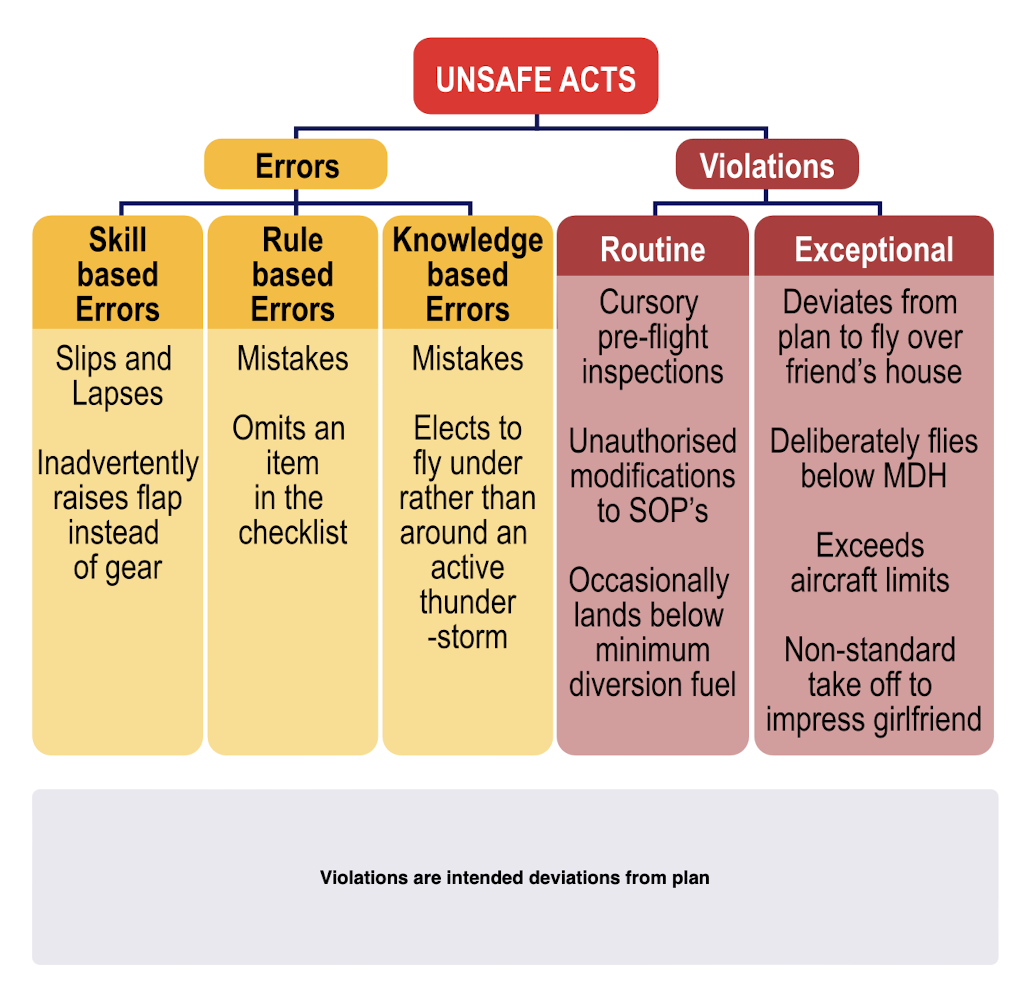 UNSAFE ACTS
Errors
Violations
Skill
based
Errors
Slips and
Lapses
Inadvertently
raises flap
instead
of gear
Rule
based
Errors
Mistakes
Omits an
item
in the
checklist
Knowledge
based
Errors
Mistakes
Elects to
fly under
rather than
around an
active
thunder
-storm
Routine
Cursory
pre-flight
inspections
Unauthorised
modifications
to SOP’s
Occasionally
lands below
minimum
diversion fuel
Exceptional
Deviates from
plan to fly over
friend’s house
Deliberately flies
below MDH
Exceeds
aircraft limits
Non-standard
take off to
impress girlfriend
Violations are intended deviations from plan